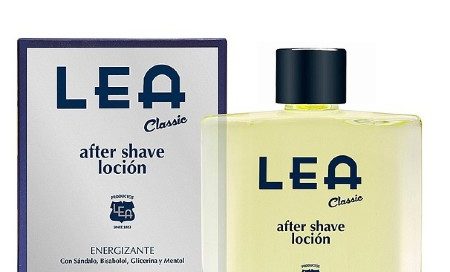 LEA
Classic
after shave
loción
PRODUCTOS
LEA
SINCE 1823
ENERGIZANTE
Con Sándalo, Bisabolol, Glicerina y Mentol
LEA
Classic
after shave
loción
LEA